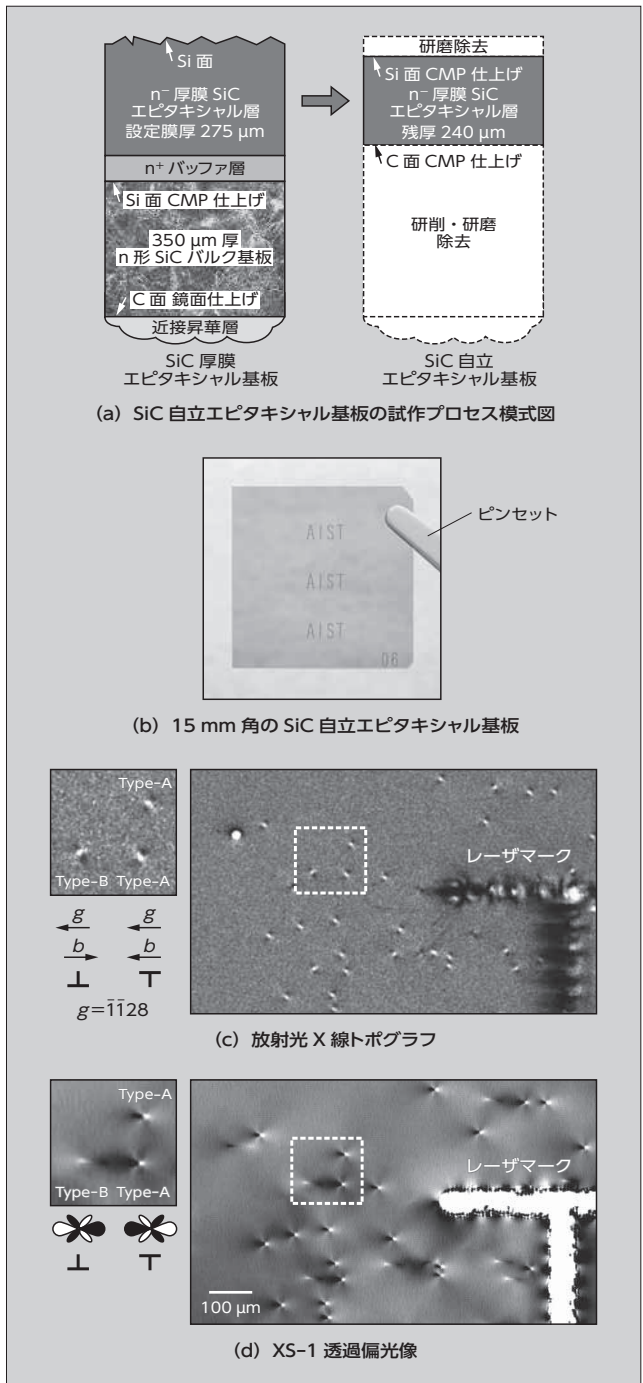 Si 面
n⁻ 厚膜 SiC
エピタキシャル層
設定膜厚 275 µm
n⁺ バッファ層
Si 面 CMP 仕上げ
350 µm 厚
n 形 SiC バルク基板
C 面 鏡面仕上げ
近接昇華層
SiC 厚膜
エピタキシャル基板
研磨除去
Si 面 CMP 仕上げ
n⁻ 厚膜 SiC
エピタキシャル層
残厚 240 µm
C 面 CMP 仕上げ
研削・研磨
除去
SiC 自立
エピタキシャル基板
(a) SiC 自立エピタキシャル基板の試作プロセス模式図
AIST
AIST
AIST
06
ピンセット
(b) 15 mm 角の SiC 自立エピタキシャル基板
Type-A
Type-B Type-A
g g
b b
⊥ ⊤
g=1̄1̄28
レーザマーク
(c) 放射光 X 線トポグラフ
Type-A
Type-B Type-A
⊥ ⊤
レーザマーク
100 µm
(d) XS-1 透過偏光像